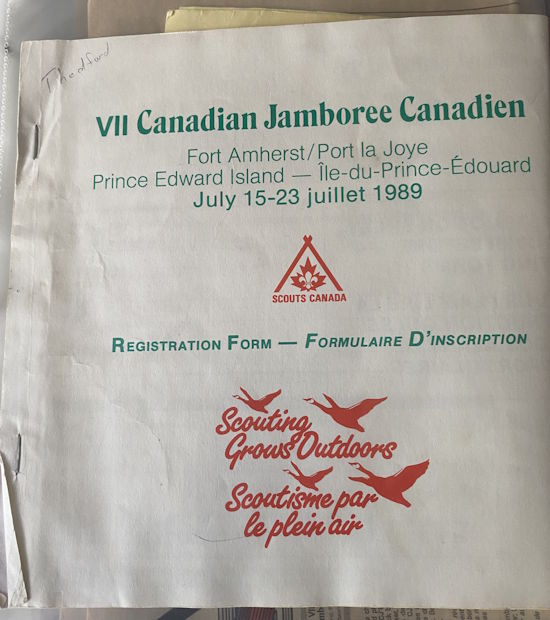 Thedford
VII Canadian Jamboree Canadien
Fort Amherst/Port la Joye
Prince Edward Island — Île-du-Prince-Édouard
July 15-23 juillet 1989
SCOUTS CANADA
REGISTRATION FORM — FORMULAIRE D'INSCRIPTION
Scouting
Grows Outdoors
Scoutisme par
le plein air